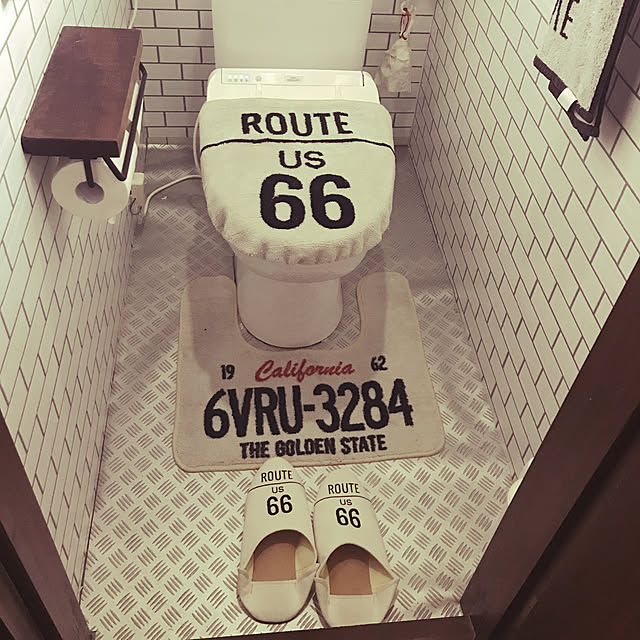 ROUTE
US
66
19 California 62
6VRU-3284
THE GOLDEN STATE
ROUTE
US
66
ROUTE
US
66